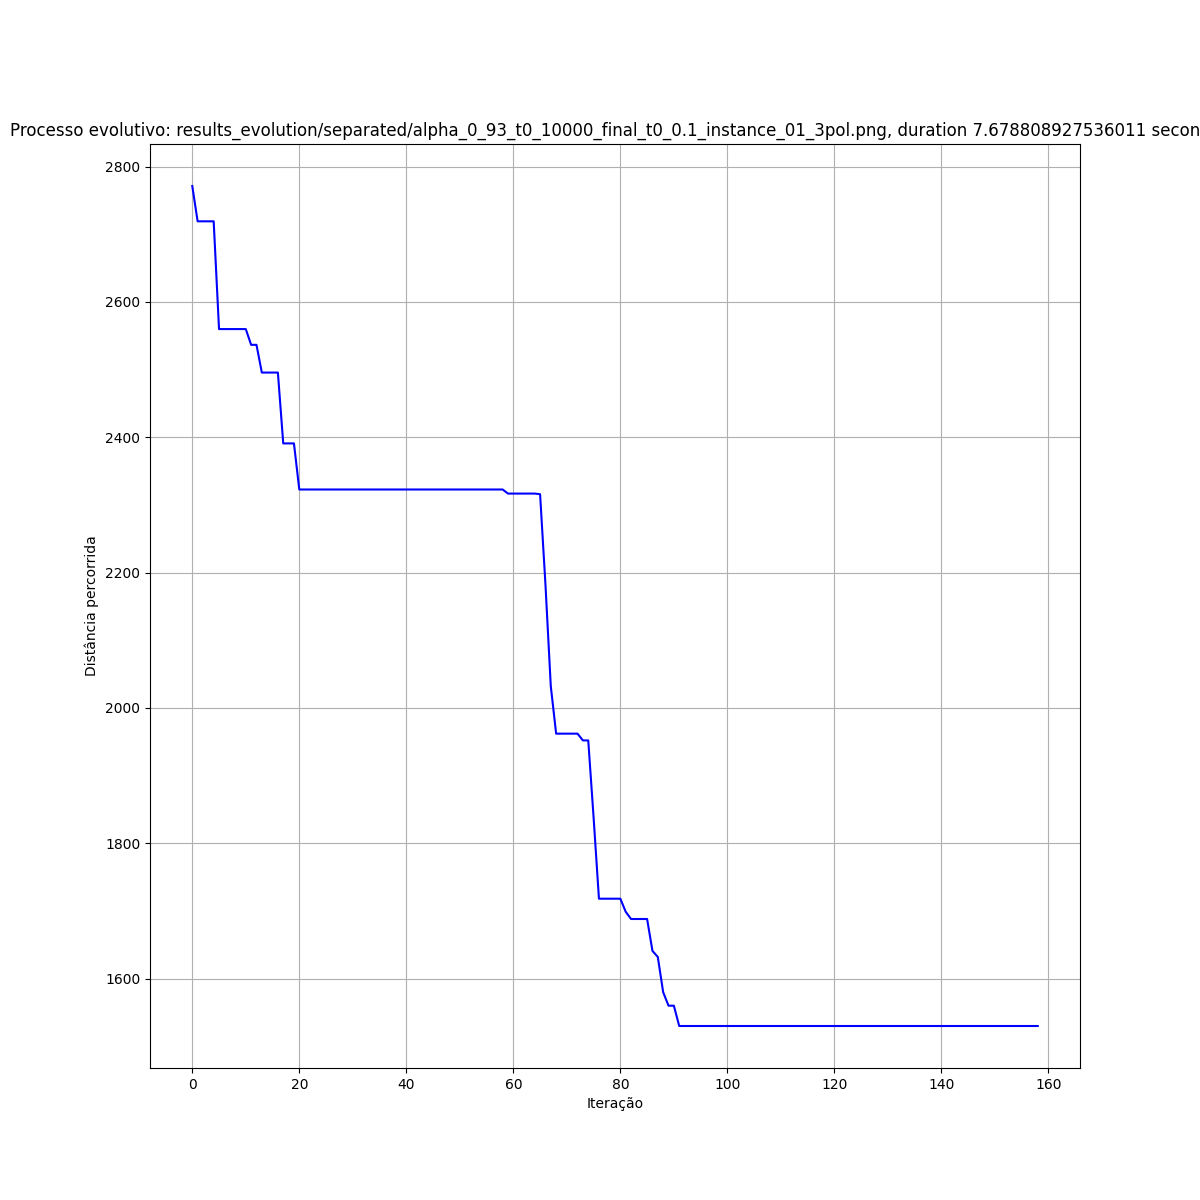 Processo evolutivo: results_evolution/separated/alpha_0_93_t0_10000_final_t0_0.1_instance_01_3pol.png, duration 7.678808927536011 secon
2800
2600
2400
2200
2000
1800
1600
Distância percorrida
0 20 40 60 80 100 120 140 160
Iteração